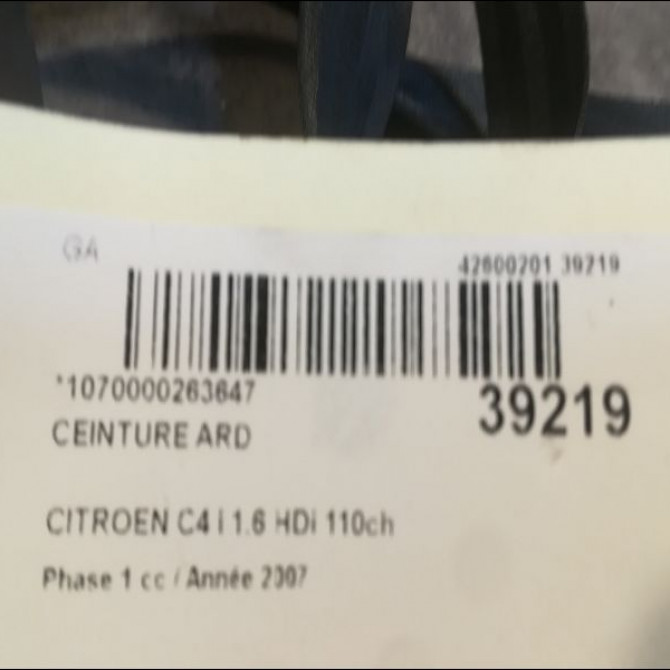 GA
42600201 39219
*1070000263647
39219
CEINTURE ARD
CITROEN C4 I 1.6 HDi 110ch
Phase 1 cc / Année 2007